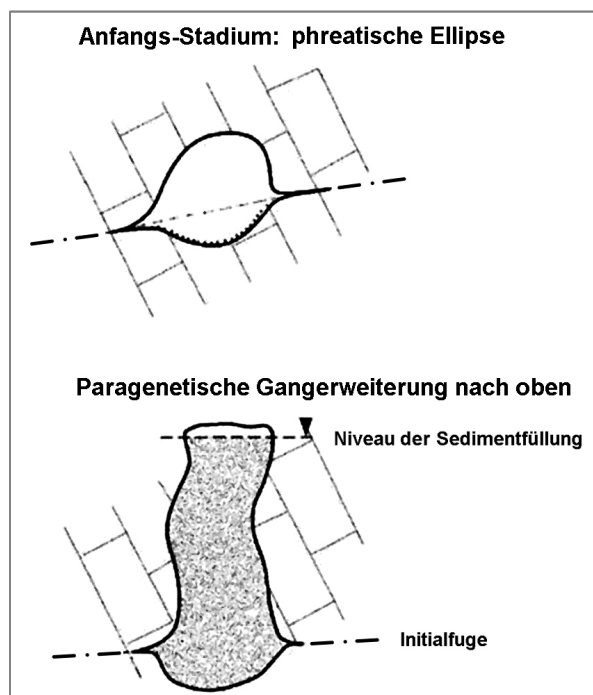 Anfangs-Stadium: phreatische Ellipse
Paragenetische Gangerweiterung nach oben
Niveau der Sedimentfüllung
Initialfuge